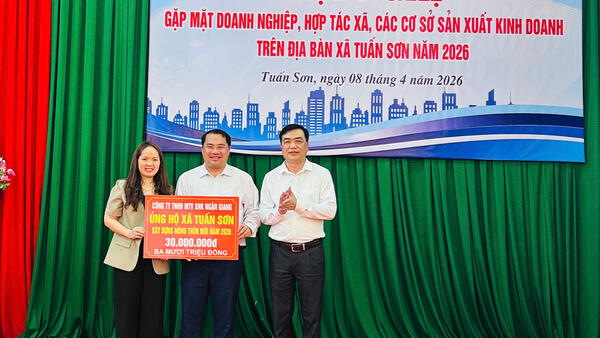 GẶP MẶT DOANH NGHIỆP, HỢP TÁC XÃ, CÁC CƠ SỞ SẢN XUẤT KINH DOANH
TRÊN ĐỊA BÀN XÃ TUẤN SƠN NĂM 2026
Tuấn Sơn, ngày 08 tháng 4 năm 2026
CÔNG TY TNHH MTV XNK NGÂN GIANG
ỦNG HỘ XÃ TUẤN SƠN
XÂY DỰNG NÔNG THÔN MỚI NĂM 2026
30.000.000đ
BA MƯƠI TRIỆU ĐỒNG